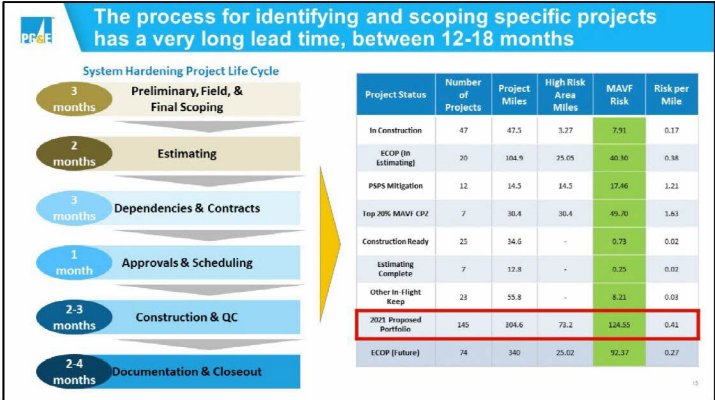 PG&E
The process for identifying and scoping specific projects
has a very long lead time, between 12-18 months
System Hardening Project Life Cycle
3
months
Preliminary, Field, &
Final Scoping
2
months
Estimating
3
months
Dependencies & Contracts
1
month
Approvals & Scheduling
2-3
months
Construction & QC
2-4
months
Documentation & Closeout
Project Status Number of Projects Project Miles High Risk Area Miles MAVF Risk Risk per Mile
In Construction 47 47.5 3.27 7.91 0.17
ECOP (In Estimating) 20 104.9 25.05 40.30 0.38
PSPS Mitigation 12 14.5 14.5 17.46 1.21
Top 20% MAVF CPZ 7 30.4 30.4 49.70 1.63
Construction Ready 25 34.6 - 0.73 0.02
Estimating Complete 7 12.8 - 0.25 0.02
Other In-Flight Keep 23 55.8 - 8.21 0.03
2021 Proposed Portfolio 145 304.6 73.2 124.55 0.41
ECOP (Future) 74 340 25.02 92.37 0.27